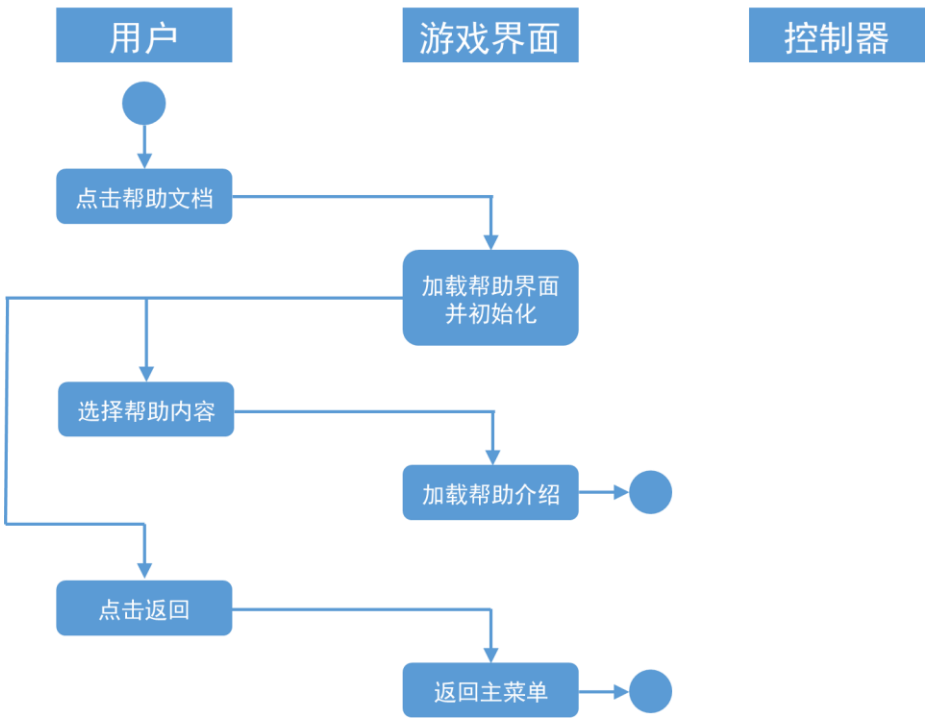 用户
游戏界面
控制器
点击帮助文档
加载帮助界面
并初始化
选择帮助内容
加载帮助介绍
点击返回
返回主菜单